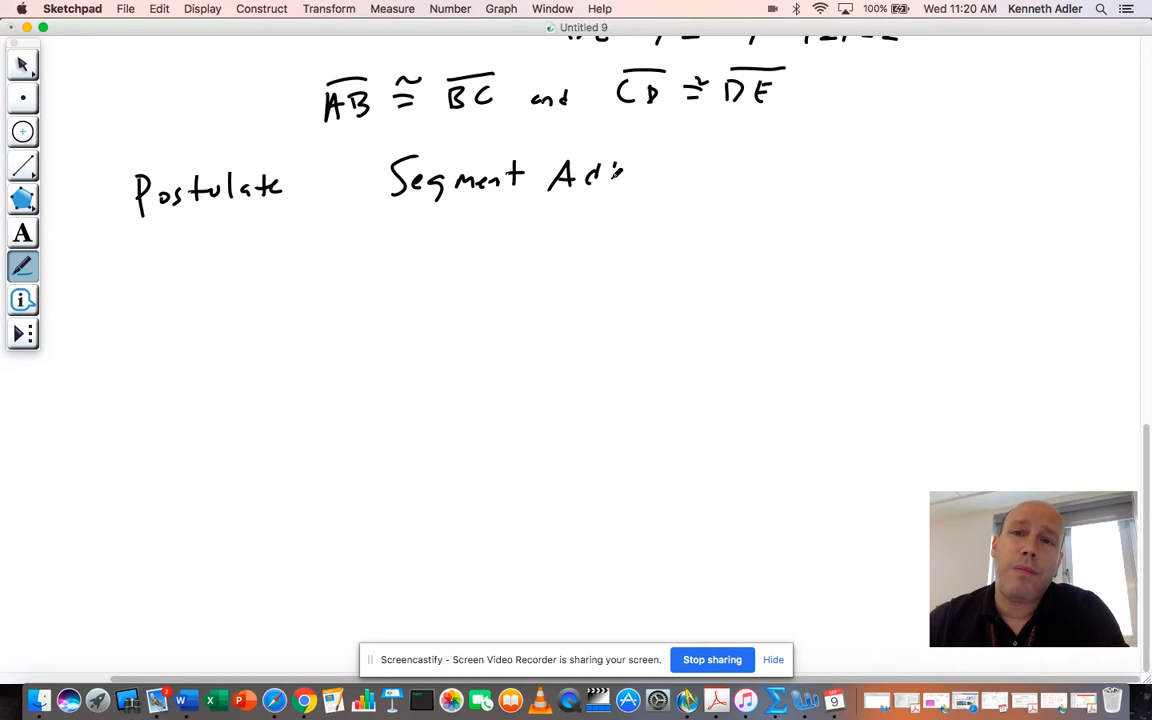 Sketchpad File Edit Display Construct Transform Measure Number Graph Window Help 100% Wed 11:20 AM Kenneth Adler
Untitled 9
AB ≅ BC and CD ≅ DE
Postulate Segment Ad
A
Screencastify - Screen Video Recorder is sharing your screen. Stop sharing Hide